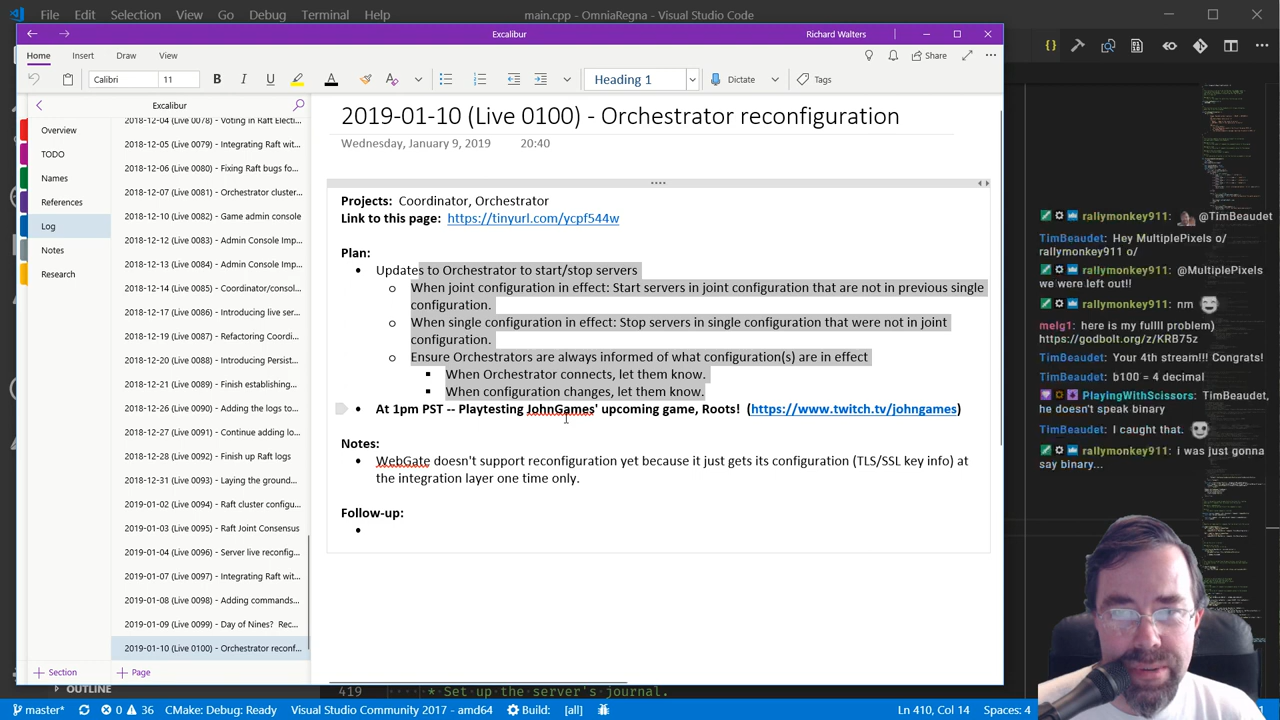 File Edit Selection View Go Debug Terminal Help main.cpp - OmniaRegna - Visual Studio Code
Excalibur Richard Walters
Home Insert Draw View Share
Calibri 11 B I U A Heading 1 Dictate Tags
Excalibur
Overview
TODO
Names
References
Log
Notes
Research
2018-12-04 (Live 0078) - Voting in Raft Electi...
2018-12-05 (Live 0079) - Integrating Raft wit...
2018-12-06 (Live 0080) - Fixing Raft bugs fo...
2018-12-07 (Live 0081) - Orchestrator cluster...
2018-12-10 (Live 0082) - Game admin console
2018-12-12 (Live 0083) - Admin Console Imp...
2018-12-13 (Live 0084) - Admin Console Imp...
2018-12-14 (Live 0085) - Coordinator/consol...
2018-12-17 (Live 0086) - Introducing live ser...
2018-12-18 (Live 0087) - Introducing live ser...
2018-12-19 (Live 0087) - Refactoring Coordi...
2018-12-20 (Live 0088) - Introducing Persist...
2018-12-21 (Live 0089) - Finish establishing...
2018-12-26 (Live 0090) - Adding the logs to...
2018-12-27 (Live 0091) - Continue adding lo...
2018-12-28 (Live 0092) - Finish up Raft logs
2018-12-31 (Live 0093) - Laying the ground...
2019-01-02 (Live 0094) - Raft cluster configu...
2019-01-03 (Live 0095) - Raft Joint Consensus
2019-01-04 (Live 0096) - Server live reconfig...
2019-01-07 (Live 0097) - Integrating Raft wit...
2019-01-08 (Live 0098) - Adding commands...
2019-01-09 (Live 0099) - Day of Nines? Rec...
2019-01-10 (Live 0100) - Orchestrator reconf...
Section Page
2019-01-10 (Live 0100) - Orchestrator reconfiguration
Wednesday, January 9, 2019 20:40
Projects: Coordinator, Orchestrator
Link to this page: https://tinyurl.com/ycpf544w
Plan:
• Updates to Orchestrator to start/stop servers
o When joint configuration in effect: Start servers in joint configuration that are not in previous single
configuration.
o When single configuration in effect: Stop servers in single configuration that were not in joint
configuration.
o Ensure Orchestrators are always informed of what configuration(s) are in effect
▪ When Orchestrator connects, let them know.
▪ When configuration changes, let them know.
• At 1pm PST -- Playtesting JohnGames' upcoming game, Roots! (https://www.twitch.tv/johngames)
Notes:
• WebGate doesn't support reconfiguration yet because it just gets its configuration (TLS/SSL key info) at
the integration layer one time only.
Follow-up:
•
rallymonkey911: @TimBeaudet
TimBeaudet: Hey MultiplePixels o/
rallymonkey911: o/
rallymonkey911: @MultiplePixels
we were left out!!
rallymonkey911: nm
melg1: here is my fullll problem)
https://godbolt.org/z/KRB75z
TimBeaudet: Your 4th stream!!! Congrats!
TimBeaudet: b100 = 4 decimal
PlayingWithScissors: TimBeaudet,
he doesn't speak binary
TimBeaudet: I caught that.
rallymonkey911: i was just gonna
say binary...
OUTLINE
419 * Set up the server's journal.
master* 0 36 CMake: Debug: Ready Visual Studio Community 2017 - amd64 Build: [all] Ln 410, Col 14 Spaces: 4